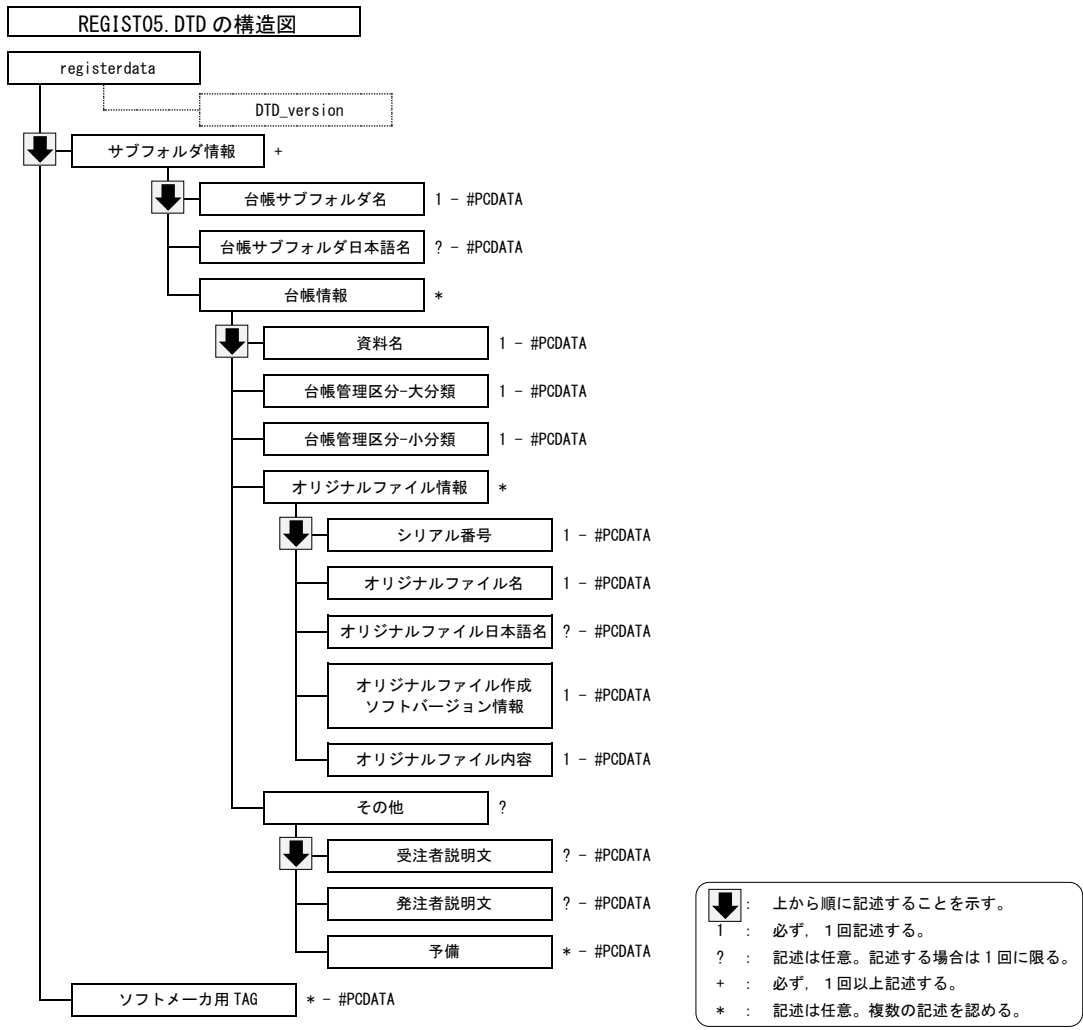 REGIST05.DTD の構造図
registerdata
DTD_version
サブフォルダ情報 +
台帳サブフォルダ名 1 - #PCDATA
台帳サブフォルダ日本語名 ? - #PCDATA
台帳情報 *
資料名 1 - #PCDATA
台帳管理区分-大分類 1 - #PCDATA
台帳管理区分-小分類 1 - #PCDATA
オリジナルファイル情報 *
シリアル番号 1 - #PCDATA
オリジナルファイル名 1 - #PCDATA
オリジナルファイル日本語名 ? - #PCDATA
オリジナルファイル作成
ソフトバージョン情報 1 - #PCDATA
オリジナルファイル内容 1 - #PCDATA
その他 ?
受注者説明文 ? - #PCDATA
発注者説明文 ? - #PCDATA
予備 * - #PCDATA
ソフトメーカ用 TAG * - #PCDATA
: 上から順に記述することを示す。
1 : 必ず，１回記述する。
? : 記述は任意。記述する場合は１回に限る。
+ : 必ず，１回以上記述する。
* : 記述は任意。複数の記述を認める。